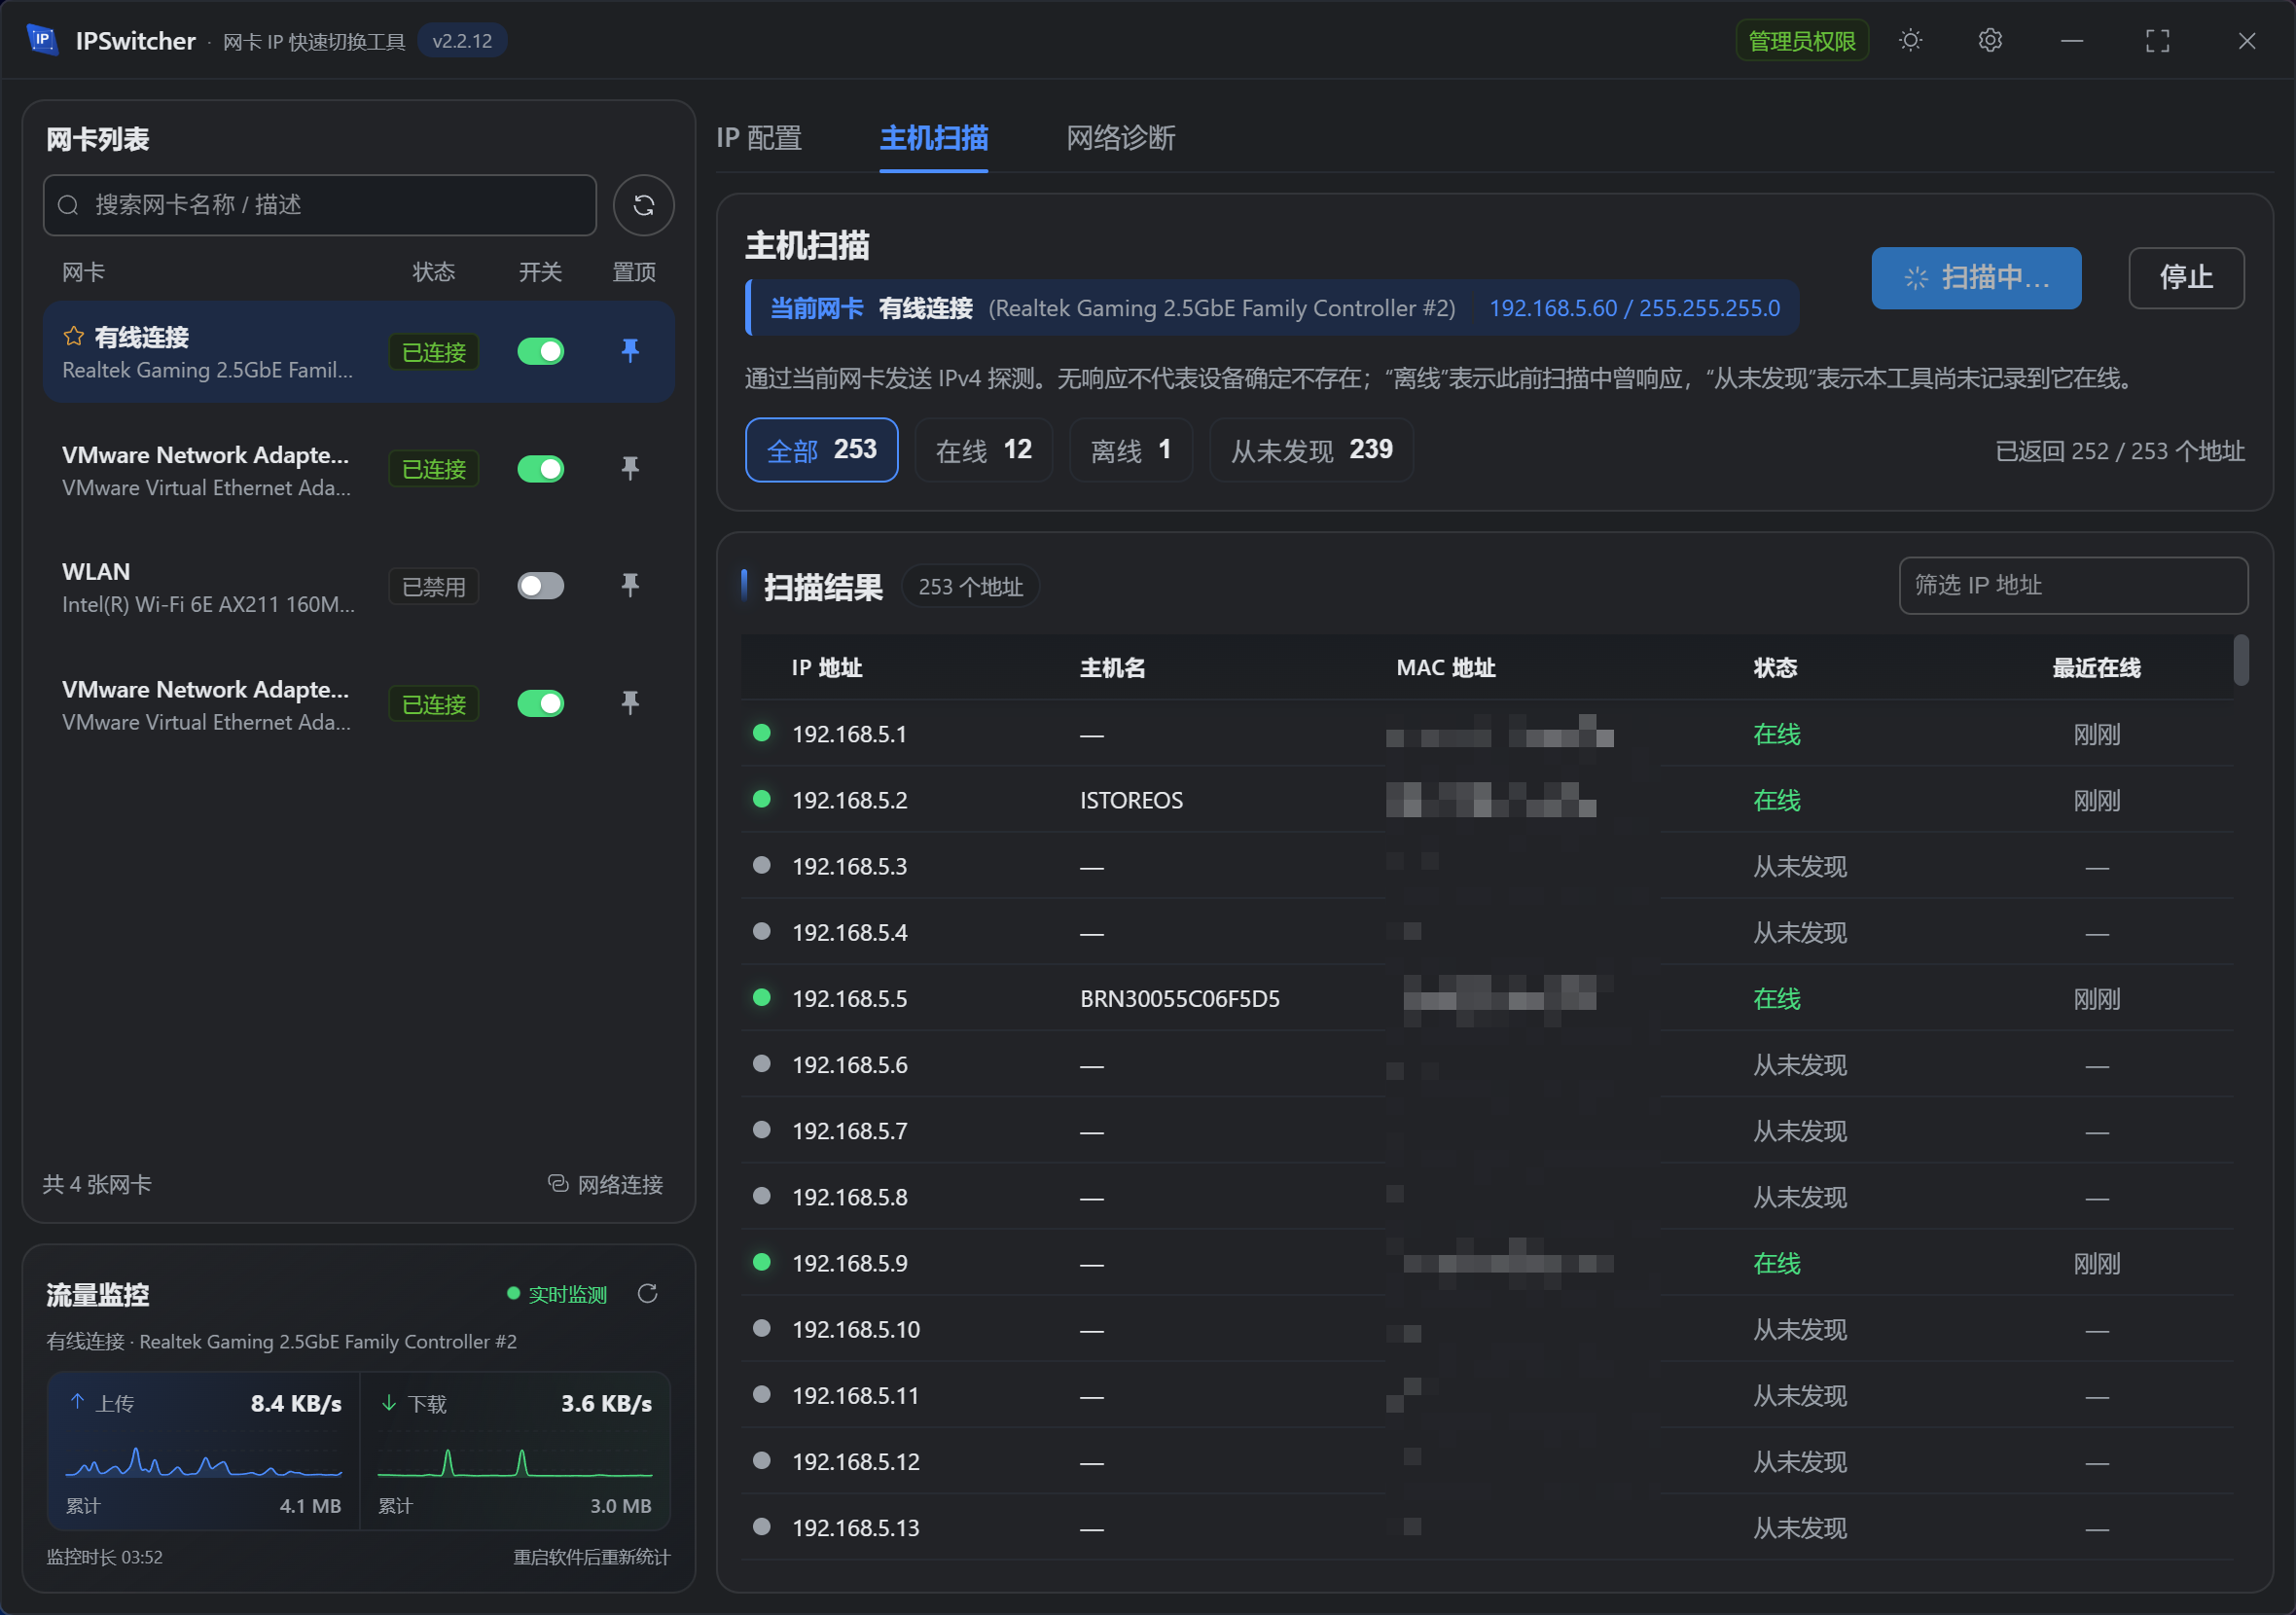 IP IPSwitcher · 网卡 IP 快速切换工具 v2.2.12 管理员权限
网卡列表
搜索网卡名称 / 描述
网卡 状态 开关 置顶
有线连接
Realtek Gaming 2.5GbE Famil...
已连接
VMware Network Adapte...
VMware Virtual Ethernet Ada...
已连接
WLAN
Intel(R) Wi-Fi 6E AX211 160M...
已禁用
VMware Network Adapte...
VMware Virtual Ethernet Ada...
已连接
共 4 张网卡 网络连接
流量监控 实时监测
有线连接 · Realtek Gaming 2.5GbE Family Controller #2
上传 8.4 KB/s 下载 3.6 KB/s
累计 4.1 MB 累计 3.0 MB
监控时长 03:52 重启软件后重新统计
IP 配置 主机扫描 网络诊断
主机扫描
当前网卡 有线连接 (Realtek Gaming 2.5GbE Family Controller #2) 192.168.5.60 / 255.255.255.0
扫描中... 停止
通过当前网卡发送 IPv4 探测。无响应不代表设备确定不存在；“离线”表示此前扫描中曾响应，“从未发现”表示本工具尚未记录到它在线。
全部 253 在线 12 离线 1 从未发现 239 已返回 252 / 253 个地址
扫描结果 253 个地址 筛选 IP 地址
IP 地址 主机名 MAC 地址 状态 最近在线
192.168.5.1 — 在线 刚刚
192.168.5.2 ISTOREOS 在线 刚刚
192.168.5.3 — 从未发现 —
192.168.5.4 — 从未发现 —
192.168.5.5 BRN30055C06F5D5 在线 刚刚
192.168.5.6 — 从未发现 —
192.168.5.7 — 从未发现 —
192.168.5.8 — 从未发现 —
192.168.5.9 — 在线 刚刚
192.168.5.10 — 从未发现 —
192.168.5.11 — 从未发现 —
192.168.5.12 — 从未发现 —
192.168.5.13 — 从未发现 —